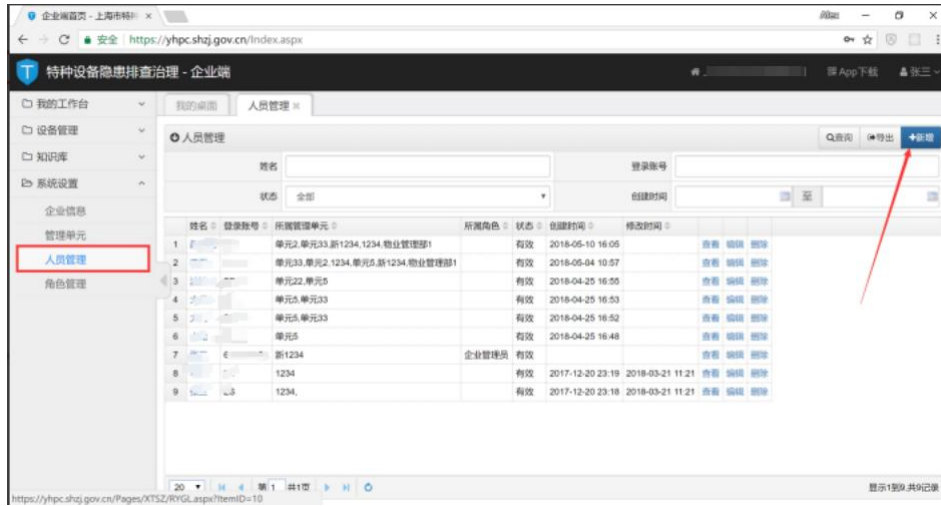 企业端首页 - 上海市特种 ×
安全 https://yhpc.shzj.gov.cn/Index.aspx
特种设备隐患排查治理 - 企业端 App下载 张三
我的工作台
设备管理
知识库
系统设置
企业信息
管理单元
人员管理
角色管理
我的桌面 人员管理 ×
人员管理 查询 导出 +新增
姓名 登录账号
状态 全部 创建时间 至
姓名 登录账号 所属管理单元 所属角色 状态 创建时间 修改时间
1 单元2,单元33,新1234,1234,物业管理部1 有效 2018-05-10 16:05 查看 编辑 删除
2 单元33,单元2,1234,单元5,新1234,物业管理部1 有效 2018-05-04 10:57 查看 编辑 删除
3 单元22,单元5 有效 2018-04-25 16:55 查看 编辑 删除
4 单元5,单元33 有效 2018-04-25 16:53 查看 编辑 删除
5 单元5,单元33 有效 2018-04-25 16:52 查看 编辑 删除
6 单元5 有效 2018-04-25 16:48 查看 编辑 删除
7 6 新1234 企业管理员 有效 查看 编辑 删除
8 1234 有效 2017-12-20 23:19 2018-03-21 11:21 查看 编辑 删除
9 1234, 有效 2017-12-20 23:18 2018-03-21 11:21 查看 编辑 删除
20 第 1 共1页 显示1到9,共9记录
https://yhpc.shzj.gov.cn/Pages/XTSZ/RYGL.aspx?ItemID=10